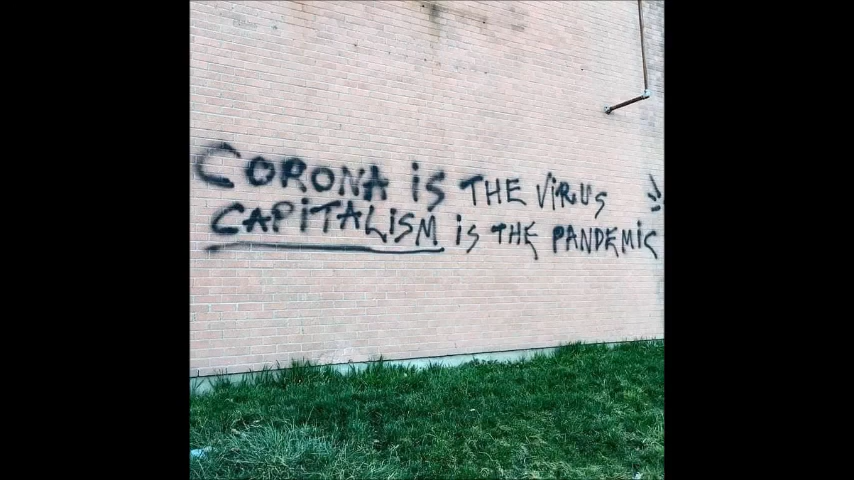 CORONA iS THE ViRUS
CAPiTALiSM iS THE PANDEMiC